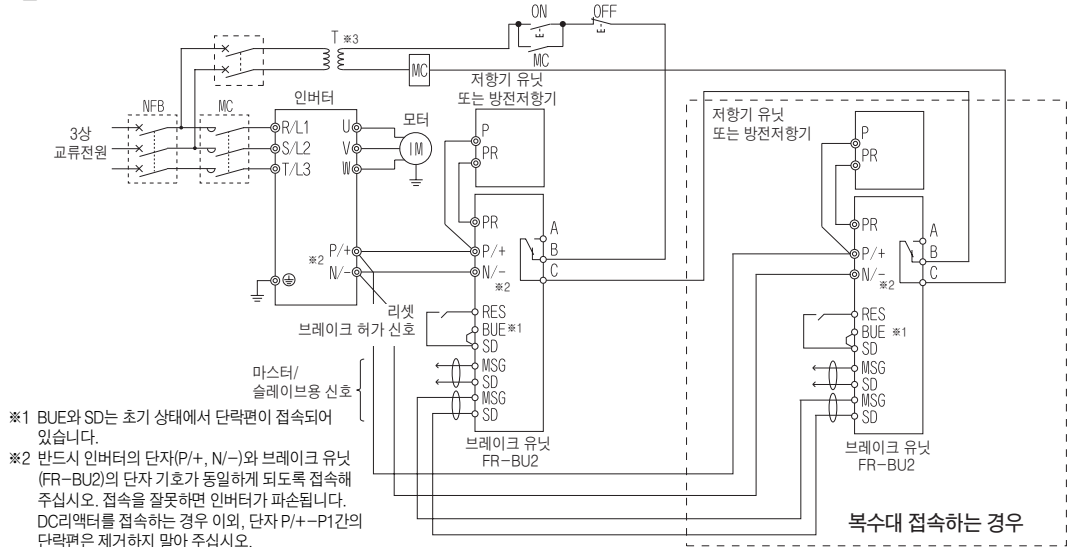 ON
OFF
T ※3
MC
MC
저항기 유닛
또는 방전저항기
P
PR
NFB
MC
인버터
모터
3상
교류전원
R/L1
S/L2
T/L3
U
V
W
IM
P/+
※2
N/-
리셋
브레이크 허가 신호
마스터/
슬레이브용 신호
PR
P/+
N/-
※2
A
B
C
RES
BUE※1
SD
MSG
SD
MSG
SD
브레이크 유닛
FR-BU2
저항기 유닛
또는 방전저항기
P
PR
PR
P/+
N/-
※2
A
B
C
RES
BUE ※1
SD
MSG
SD
MSG
SD
브레이크 유닛
FR-BU2
복수대 접속하는 경우
※1 BUE와 SD는 초기 상태에서 단락편이 접속되어
있습니다.
※2 반드시 인버터의 단자(P/+, N/-)와 브레이크 유닛
(FR-BU2)의 단자 기호가 동일하게 되도록 접속해
주십시오. 접속을 잘못하면 인버터가 파손됩니다.
DC리액터를 접속하는 경우 이외, 단자 P/+-P1간의
단락편은 제거하지 말아 주십시오.